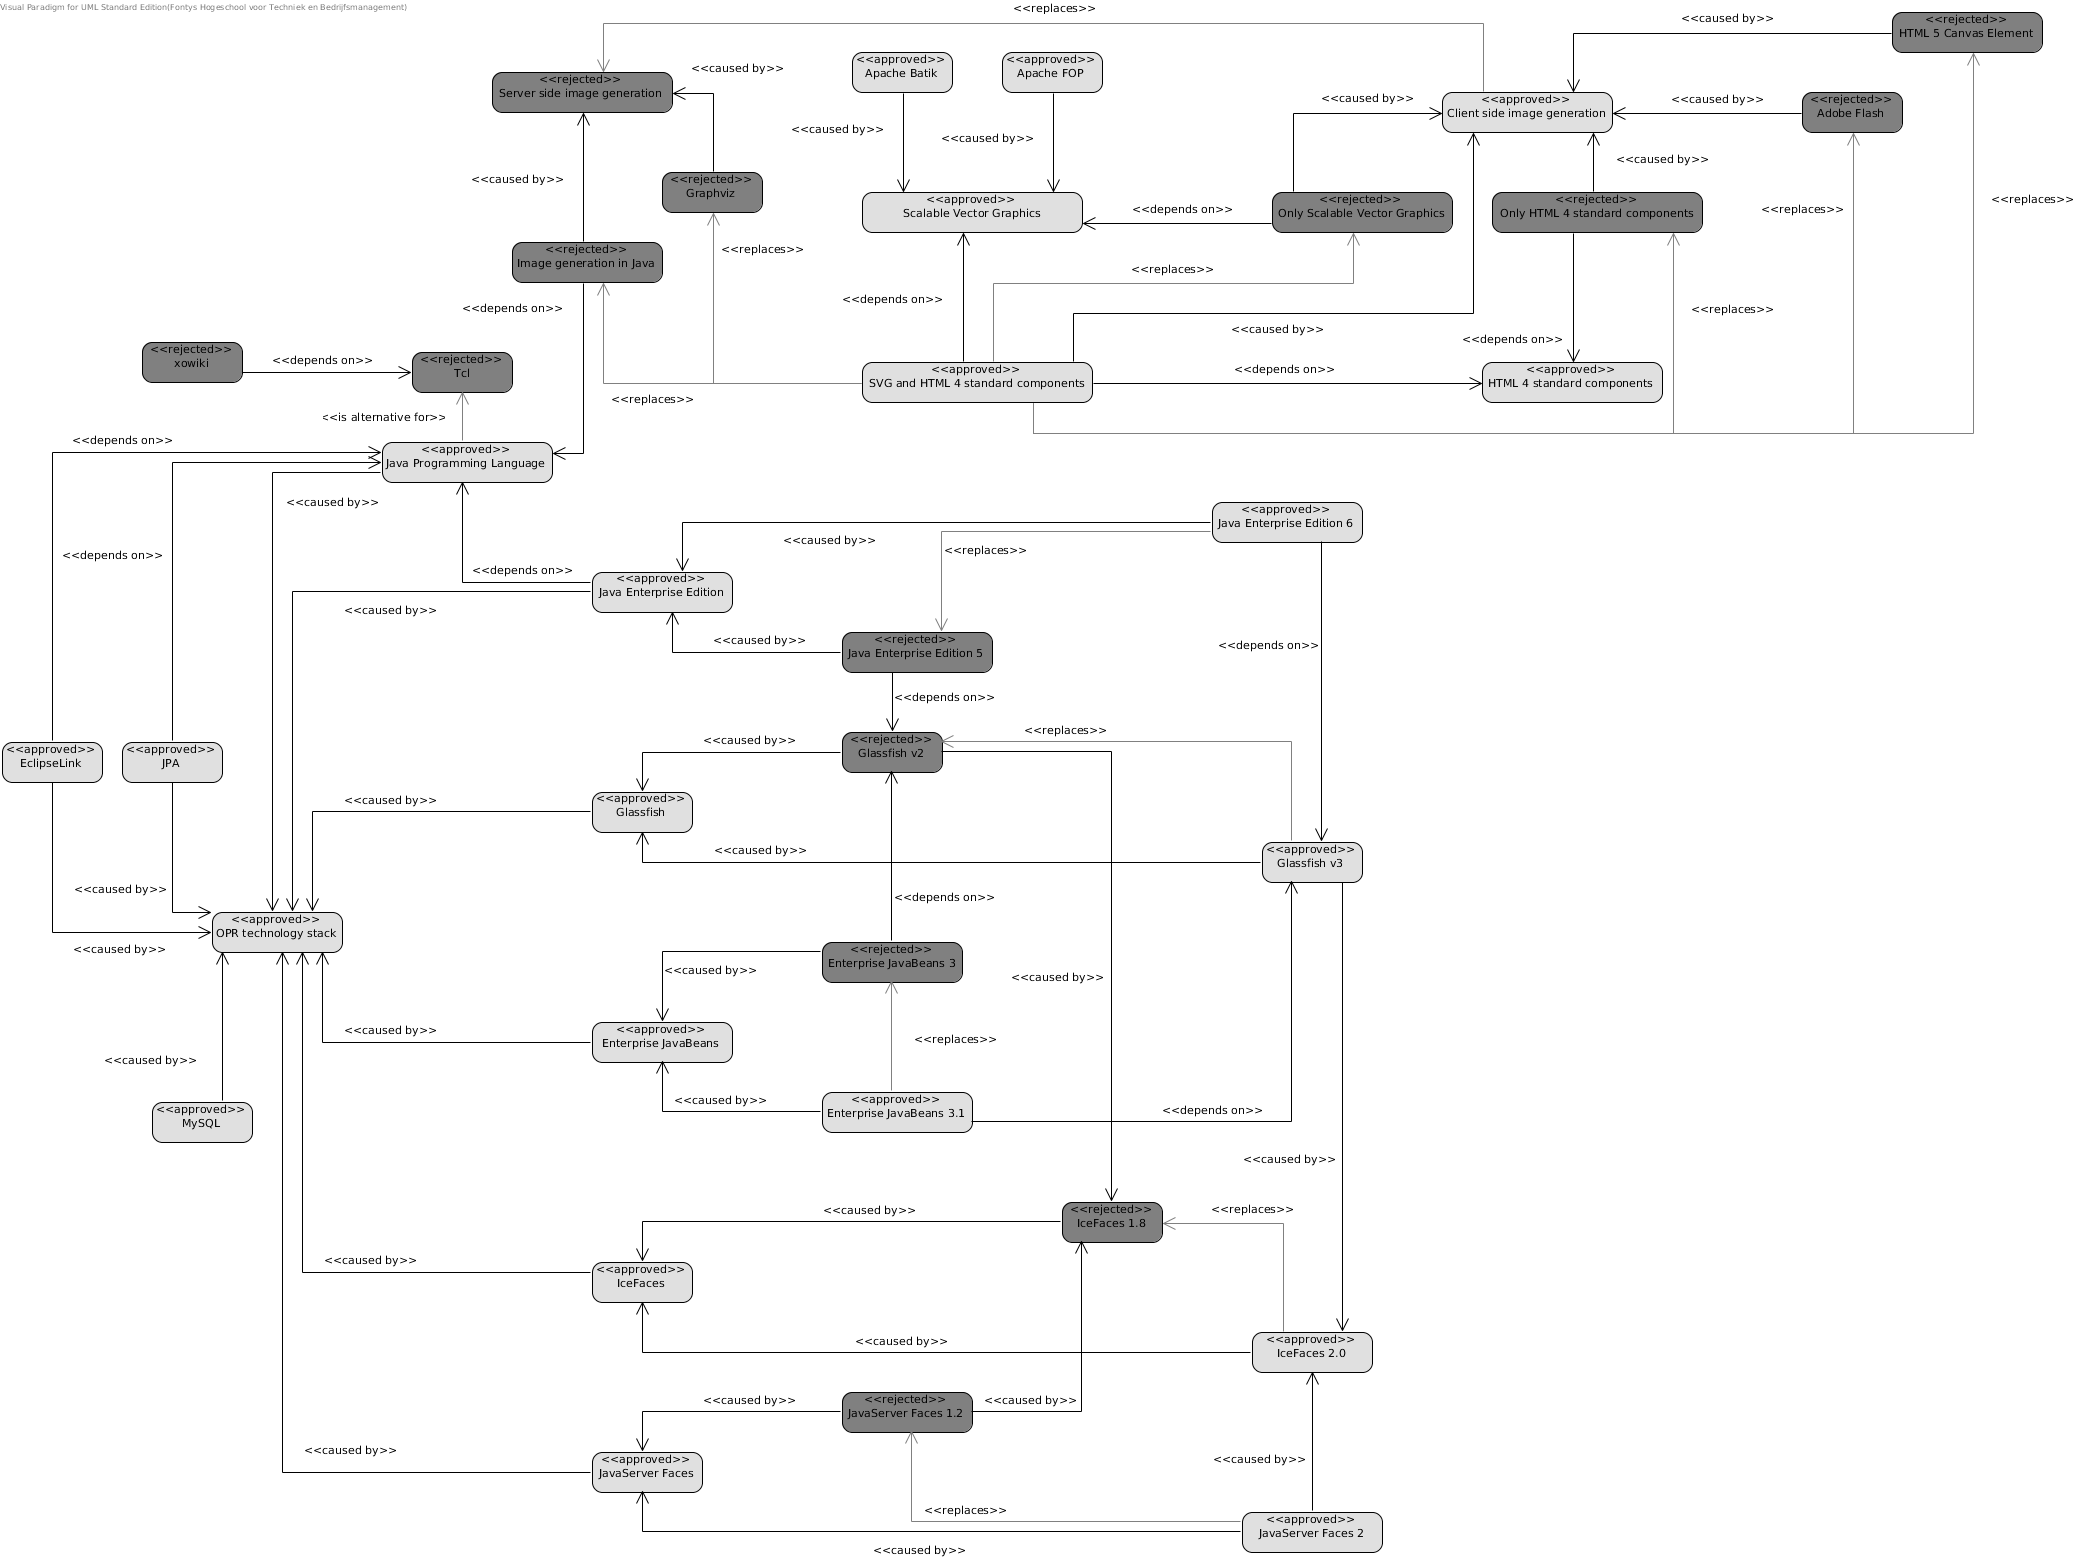 Visual Paradigm for UML Standard Edition(Fontys Hogeschool voor Techniek en Bedrijfsmanagement)
<<replaces>>
<<caused by>>
<<rejected>>
HTML 5 Canvas Element
<<approved>>
Apache Batik
<<approved>>
Apache FOP
<<caused by>>
<<rejected>>
Server side image generation
<<caused by>>
<<approved>>
Client side image generation
<<caused by>>
<<rejected>>
Adobe Flash
<<caused by>>
<<caused by>>
<<caused by>>
<<caused by>>
<<rejected>>
Graphviz
<<approved>>
Scalable Vector Graphics
<<depends on>>
<<rejected>>
Only Scalable Vector Graphics
<<rejected>>
Only HTML 4 standard components
<<replaces>>
<<replaces>>
<<rejected>>
Image generation in Java
<<replaces>>
<<replaces>>
<<depends on>>
<<depends on>>
<<replaces>>
<<caused by>>
<<depends on>>
<<rejected>>
xowiki
<<depends on>>
<<rejected>>
Tcl
<<approved>>
SVG and HTML 4 standard components
<<depends on>>
<<approved>>
HTML 4 standard components
<<replaces>>
<<is alternative for>>
<<depends on>>
<<approved>>
Java Programming Language
<<caused by>>
<<approved>>
Java Enterprise Edition 6
<<caused by>>
<<replaces>>
<<depends on>>
<<depends on>>
<<approved>>
Java Enterprise Edition
<<caused by>>
<<caused by>>
<<rejected>>
Java Enterprise Edition 5
<<depends on>>
<<depends on>>
<<replaces>>
<<caused by>>
<<rejected>>
Glassfish v2
<<approved>>
EclipseLink
<<approved>>
JPA
<<caused by>>
<<approved>>
Glassfish
<<caused by>>
<<approved>>
Glassfish v3
<<caused by>>
<<depends on>>
<<approved>>
OPR technology stack
<<caused by>>
<<rejected>>
Enterprise JavaBeans 3
<<caused by>>
<<caused by>>
<<caused by>>
<<approved>>
Enterprise JavaBeans
<<replaces>>
<<caused by>>
<<approved>>
MySQL
<<caused by>>
<<approved>>
Enterprise JavaBeans 3.1
<<depends on>>
<<caused by>>
<<caused by>>
<<rejected>>
IceFaces 1.8
<<replaces>>
<<caused by>>
<<approved>>
IceFaces
<<caused by>>
<<approved>>
IceFaces 2.0
<<caused by>>
<<rejected>>
JavaServer Faces 1.2
<<caused by>>
<<caused by>>
<<approved>>
JavaServer Faces
<<caused by>>
<<replaces>>
<<approved>>
JavaServer Faces 2
<<caused by>>